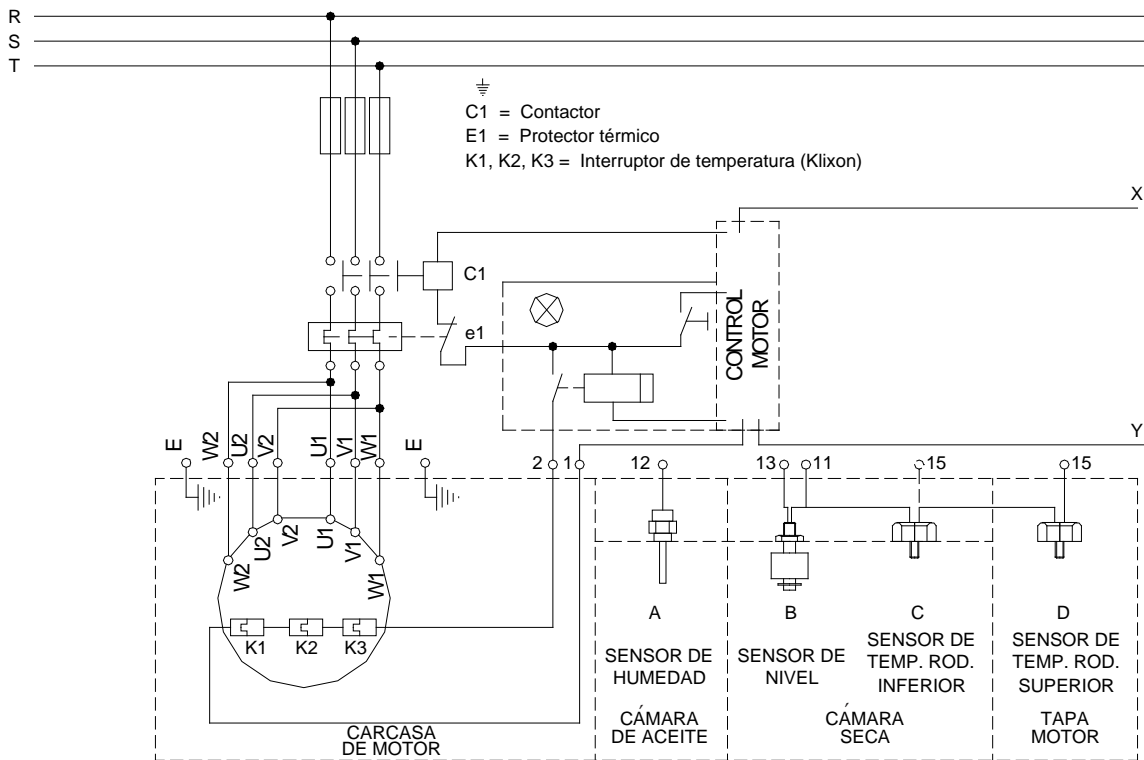 R
S
T
C1 = Contactor
E1 = Protector térmico
K1, K2, K3 = Interruptor de temperatura (Klixon)
X
C1
e1
CONTROL
MOTOR
Y
E
W2
U2
V2
U1
V1
W1
E
2
1
12
13
11
15
15
W2
U2
V2
U1
V1
W1
K1
K2
K3
A
SENSOR DE
HUMEDAD
B
SENSOR DE
NIVEL
C
SENSOR DE
TEMP. ROD.
INFERIOR
D
SENSOR DE
TEMP. ROD.
SUPERIOR
CARCASA
DE MOTOR
CÁMARA
DE ACEITE
CÁMARA
SECA
TAPA
MOTOR